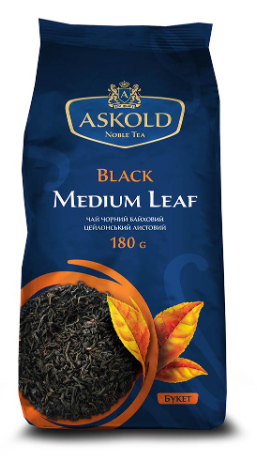 ASKOLD
NOBLE TEA
BLACK
MEDIUM LEAF
ЧАЙ ЧОРНИЙ БАЙХОВИЙ
ЦЕЙЛОНСЬКИЙ ЛИСТОВИЙ
180 G
БУКЕТ